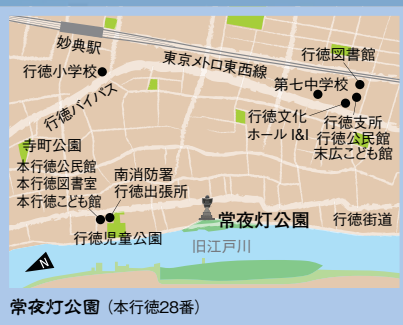 妙典駅
行徳図書館
東京メトロ東西線
行徳小学校
第七中学校
行徳バイパス
行徳文化
ホール I&I
行徳支所
行徳公民館
末広こども館
寺町公園
本行徳公民館
本行徳図書室
本行徳こども館
南消防署
行徳出張所
常夜灯公園
行徳街道
行徳児童公園
旧江戸川
N
常夜灯公園(本行徳28番)